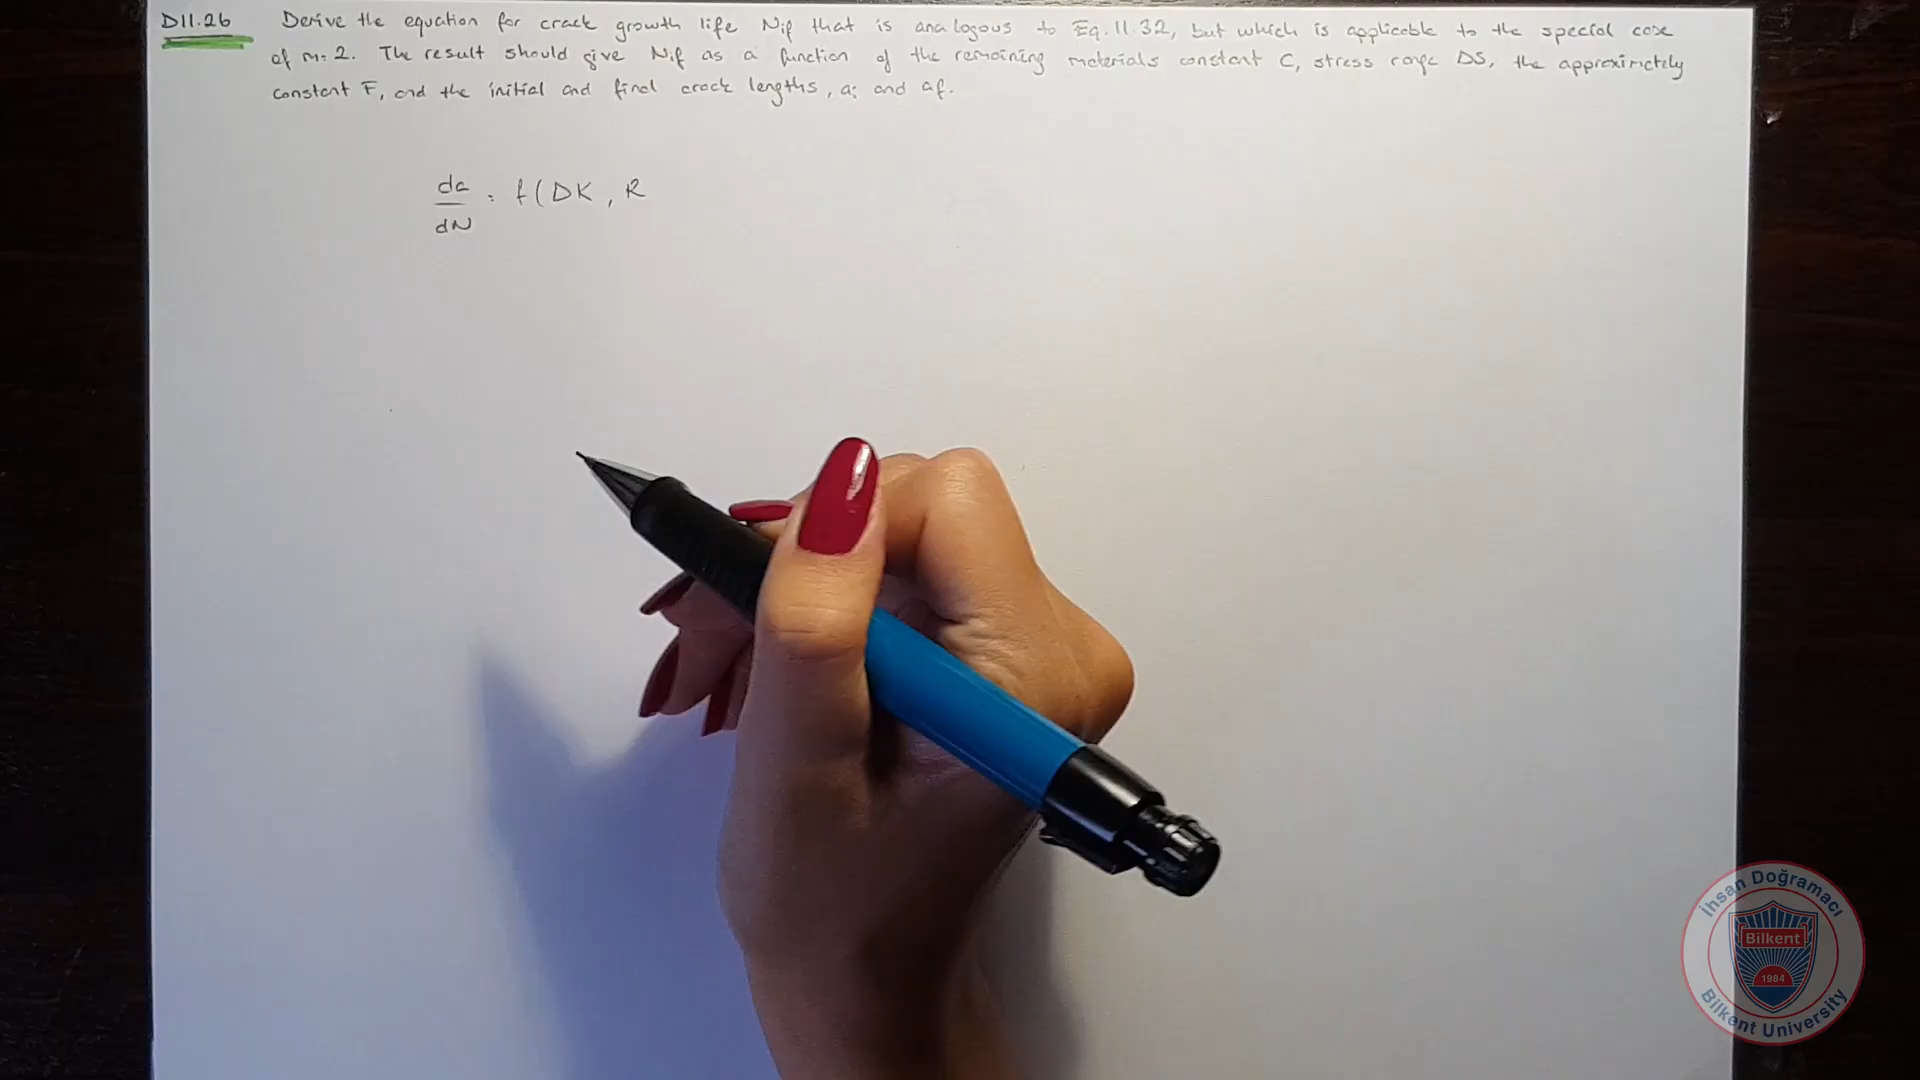 D11.26 Derive the equation for crack growth life Nif that is analogous to Eq. 11.32, but which is applicable to the special case
of m= 2. The result should give Nif as a function of the remaining materials constant C, stress range DS, the approximately
constant F, and the initial and final crack lengths, ai and af.
da
dN = f(DK, R
İhsan Doğramacı
Bilkent
1984
Bilkent University